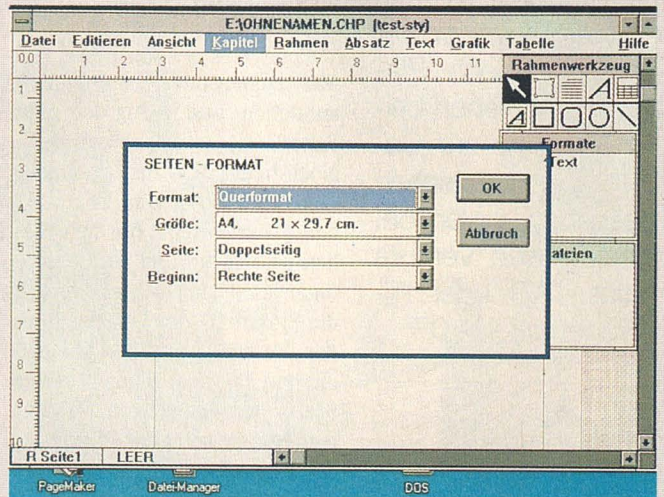 E:\OHNENAMEN.CHP (test.sty)
Datei Editieren Ansicht Kapitel Rahmen Absatz Text Grafik Tabelle Hilfe
0,0 1 2 3 4 5 6 7 8 9 10 11
Rahmenwerkzeug
1
2
3
4
5
6
7
8
9
10
Formate
Text
SEITEN - FORMAT
Format: Querformat
OK
Größe: A4, 21 x 29.7 cm.
Abbruch
Seite: Doppelseitig
ateien
Beginn: Rechte Seite
R Seite1 LEER
PageMaker Datei-Manager DOS